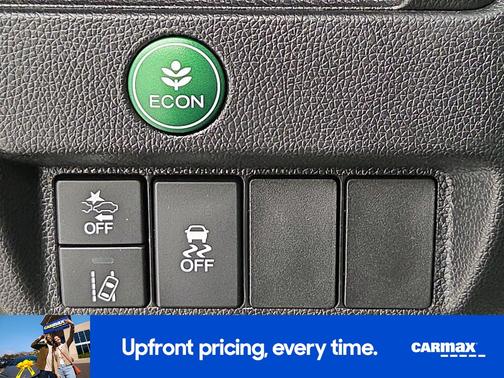 ECON
OFF
OFF
Upfront pricing, every time.
CARMAX